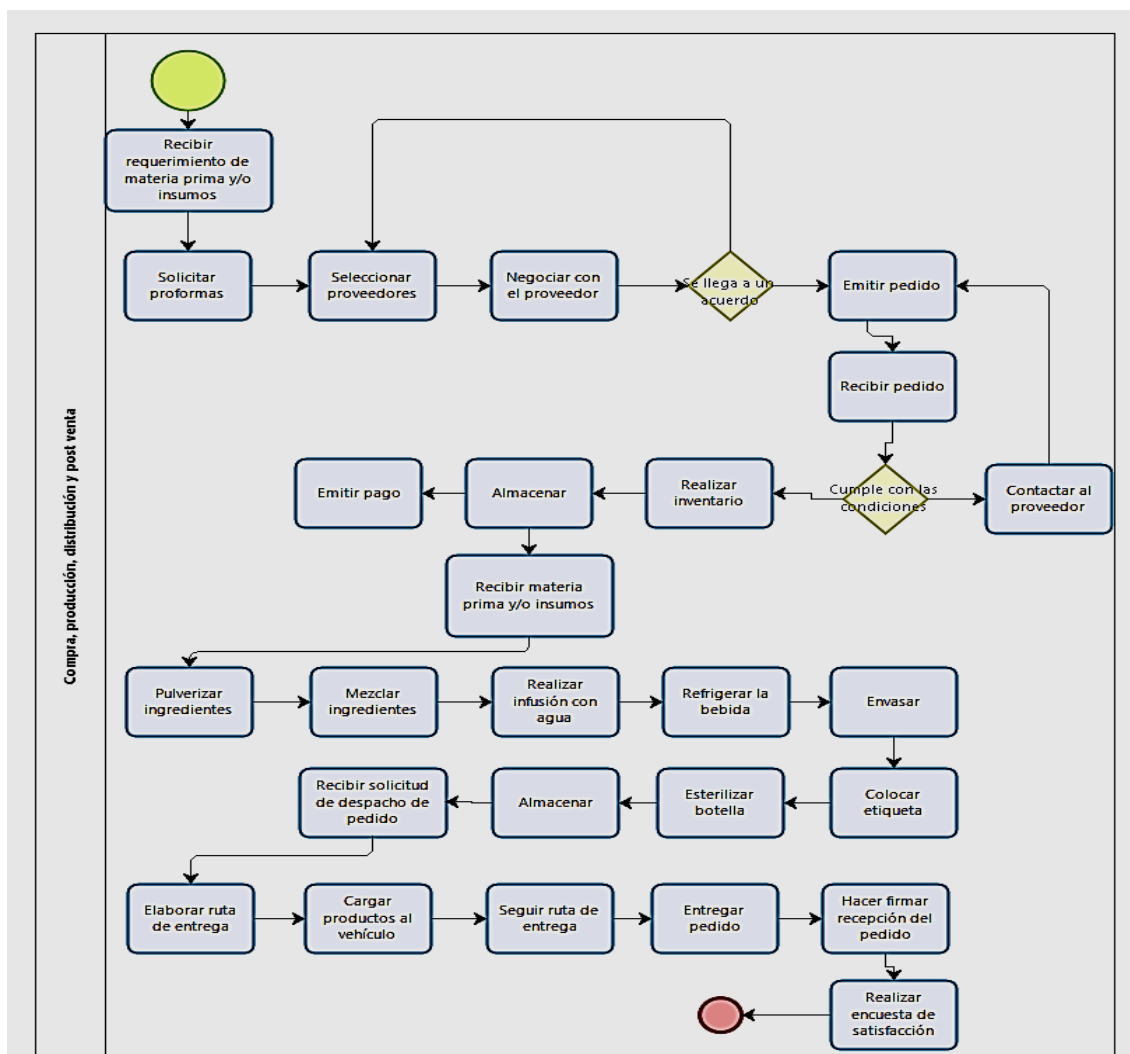 Compra, producción, distribución y post venta
Recibir
requerimiento de
materia prima y/o
insumos
Solicitar
proformas
Seleccionar
proveedores
Negociar con
el proveedor
Se llega a un
acuerdo
Emitir pedido
Recibir pedido
Emitir pago
Almacenar
Realizar
inventario
Cumple con las
condiciones
Contactar al
proveedor
Recibir materia
prima y/o insumos
Pulverizar
ingredientes
Mezclar
ingredientes
Realizar
infusión con
agua
Refrigerar la
bebida
Envasar
Recibir solicitud
de despacho de
pedido
Almacenar
Esterilizar
botella
Colocar
etiqueta
Elaborar ruta
de entrega
Cargar
productos al
vehículo
Seguir ruta de
entrega
Entregar
pedido
Hacer firmar
recepción del
pedido
Realizar
encuesta de
satisfacción